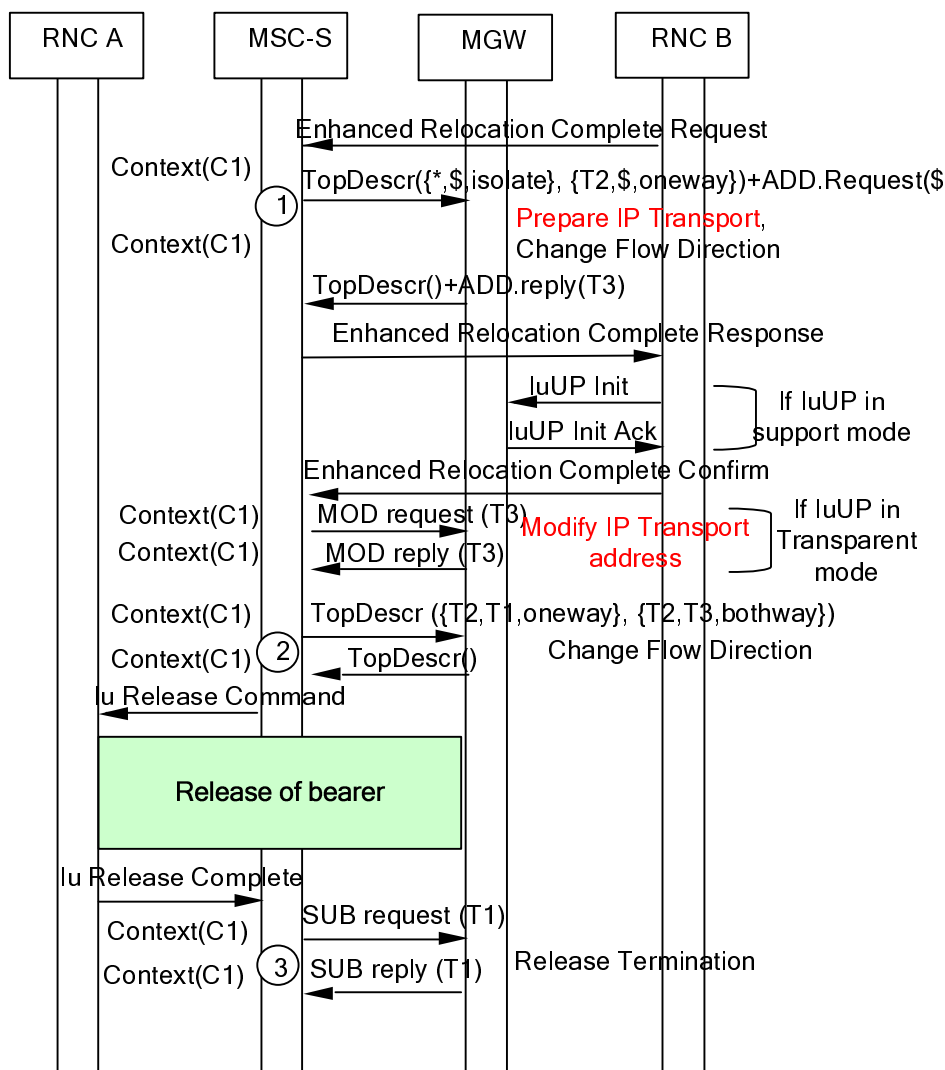 RNC A
MSC-S
MGW
RNC B
Enhanced Relocation Complete Request
Context(C1)
TopDescr({*,$,isolate}, {T2,$,oneway})+ADD.Request($
1
Prepare IP Transport,
Context(C1)
Change Flow Direction
TopDescr()+ADD.reply(T3)
Enhanced Relocation Complete Response
IuUP Init
If IuUP in
support mode
IuUP Init Ack
Enhanced Relocation Complete Confirm
Context(C1)
MOD request (T3)
Modify IP Transport
address
If IuUP in
Transparent
mode
Context(C1)
MOD reply (T3)
Context(C1)
TopDescr ({T2,T1,oneway}, {T2,T3,bothway})
2
Change Flow Direction
Context(C1)
TopDescr()
Iu Release Command
Release of bearer
Iu Release Complete
SUB request (T1)
Context(C1)
3
Release Termination
Context(C1)
SUB reply (T1)